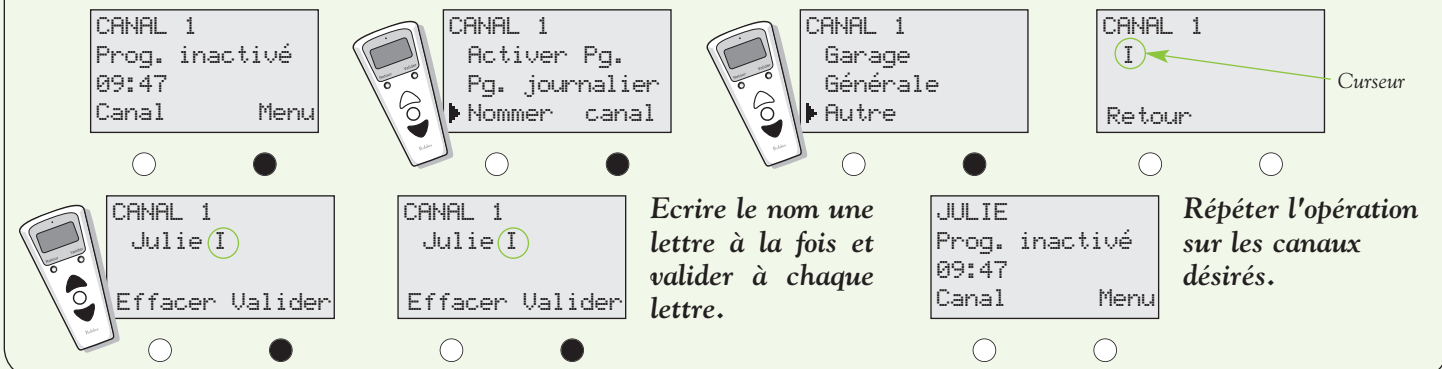 CANAL 1
Prog. inactivé
09:47
Canal Menu
CANAL 1
Activer Pg.
Pg. journalier
Nommer canal
CANAL 1
Garage
Générale
Autre
CANAL 1
I
Curseur
Retour
CANAL 1
Julie I
Effacer Valider
CANAL 1
Julie I
Effacer Valider
Ecrire le nom une
lettre à la fois et
valider à chaque
lettre.
JULIE
Prog. inactivé
09:47
Canal Menu
Répéter l'opération
sur les canaux
désirés.